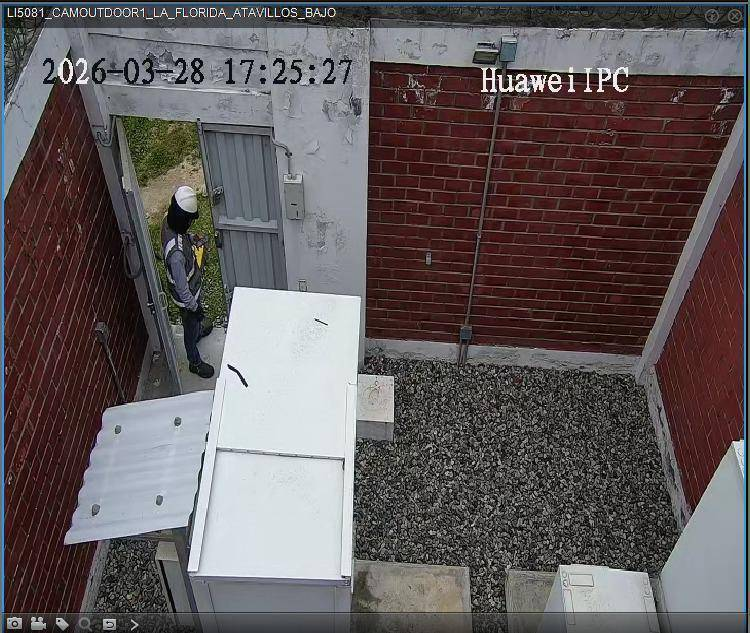 LI5081_CAMOUTDOOR1_LA_FLORIDA_ATAVILLOS_BAJO
2026-03-28 17:25:27
HuaweiIPC